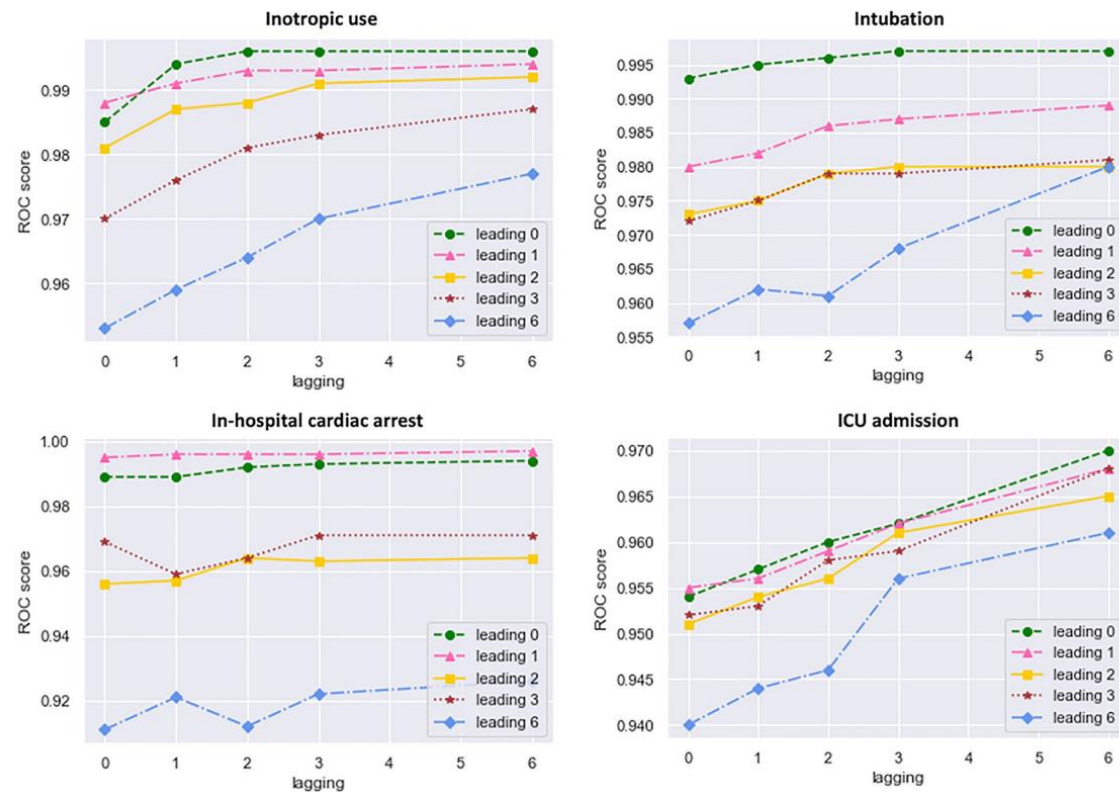 Inotropic use
ROC score
0.99
0.98
0.97
0.96
0 1 2 3 4 5 6
lagging
leading 0
leading 1
leading 2
leading 3
leading 6
Intubation
ROC score
0.995
0.990
0.985
0.980
0.975
0.970
0.965
0.960
0.955
0 1 2 3 4 5 6
lagging
leading 0
leading 1
leading 2
leading 3
leading 6
In-hospital cardiac arrest
ROC score
1.00
0.98
0.96
0.94
0.92
0 1 2 3 4 5 6
lagging
leading 0
leading 1
leading 2
leading 3
leading 6
ICU admission
ROC score
0.970
0.965
0.960
0.955
0.950
0.945
0.940
0 1 2 3 4 5 6
lagging
leading 0
leading 1
leading 2
leading 3
leading 6